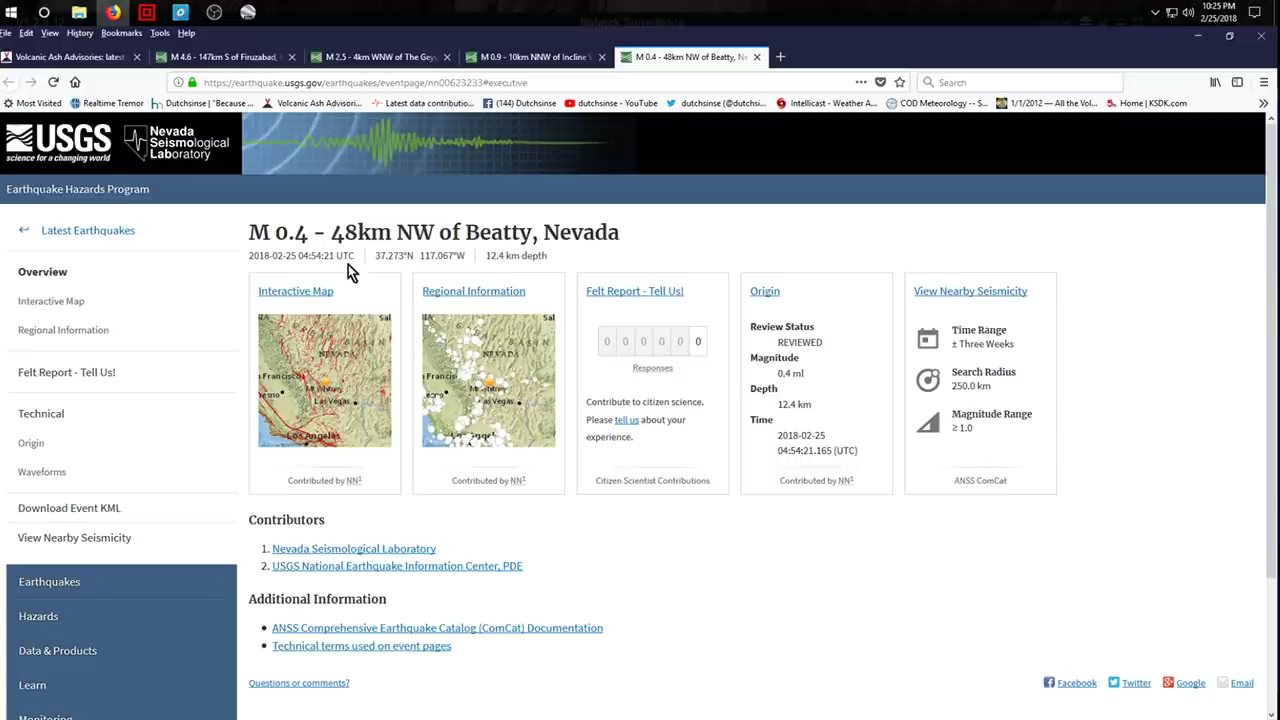 10:25 PM
2/25/2018
File Edit View History Bookmarks Tools Help
Volcanic Ash Advisories: latest
M 4.6 - 147km S of Firuzabad,
M 2.5 - 4km WNW of The Gey
M 0.9 - 10km NNW of Incline V
M 0.4 - 48km NW of Beatty, Ne
https://earthquake.usgs.gov/earthquakes/eventpage/nn00623233#executive
Search
Most Visited
Realtime Tremor
Dutchsinse | "Because ...
Volcanic Ash Advisori...
Latest data contributio...
(144) Dutchsinse
dutchsinse - YouTube
dutchsinse (@dutchsi...
Intellicast - Weather A...
COD Meteorology -- S...
1/1/2012 — All the Vol...
Home | KSDK.com
USGS
science for a changing world
Nevada
Seismological
Laboratory
Earthquake Hazards Program
Latest Earthquakes
Overview
Interactive Map
Regional Information
Felt Report - Tell Us!
Technical
Origin
Waveforms
Download Event KML
View Nearby Seismicity
Earthquakes
Hazards
Data & Products
Learn
Monitoring
M 0.4 - 48km NW of Beatty, Nevada
2018-02-25 04:54:21 UTC
37.273°N 117.067°W
12.4 km depth
Interactive Map
Contributed by NN1
Regional Information
Contributed by NN1
Felt Report - Tell Us!
0 0 0 0 0 0
Responses
Contribute to citizen science.
Please tell us about your
experience.
Citizen Scientist Contributions
Origin
Review Status
REVIEWED
Magnitude
0.4 ml
Depth
12.4 km
Time
2018-02-25
04:54:21.165 (UTC)
Contributed by NN1
View Nearby Seismicity
Time Range
± Three Weeks
Search Radius
250.0 km
Magnitude Range
≥ 1.0
ANSS ComCat
Contributors
1. Nevada Seismological Laboratory
2. USGS National Earthquake Information Center, PDE
Additional Information
ANSS Comprehensive Earthquake Catalog (ComCat) Documentation
Technical terms used on event pages
Questions or comments?
Facebook
Twitter
Google
Email